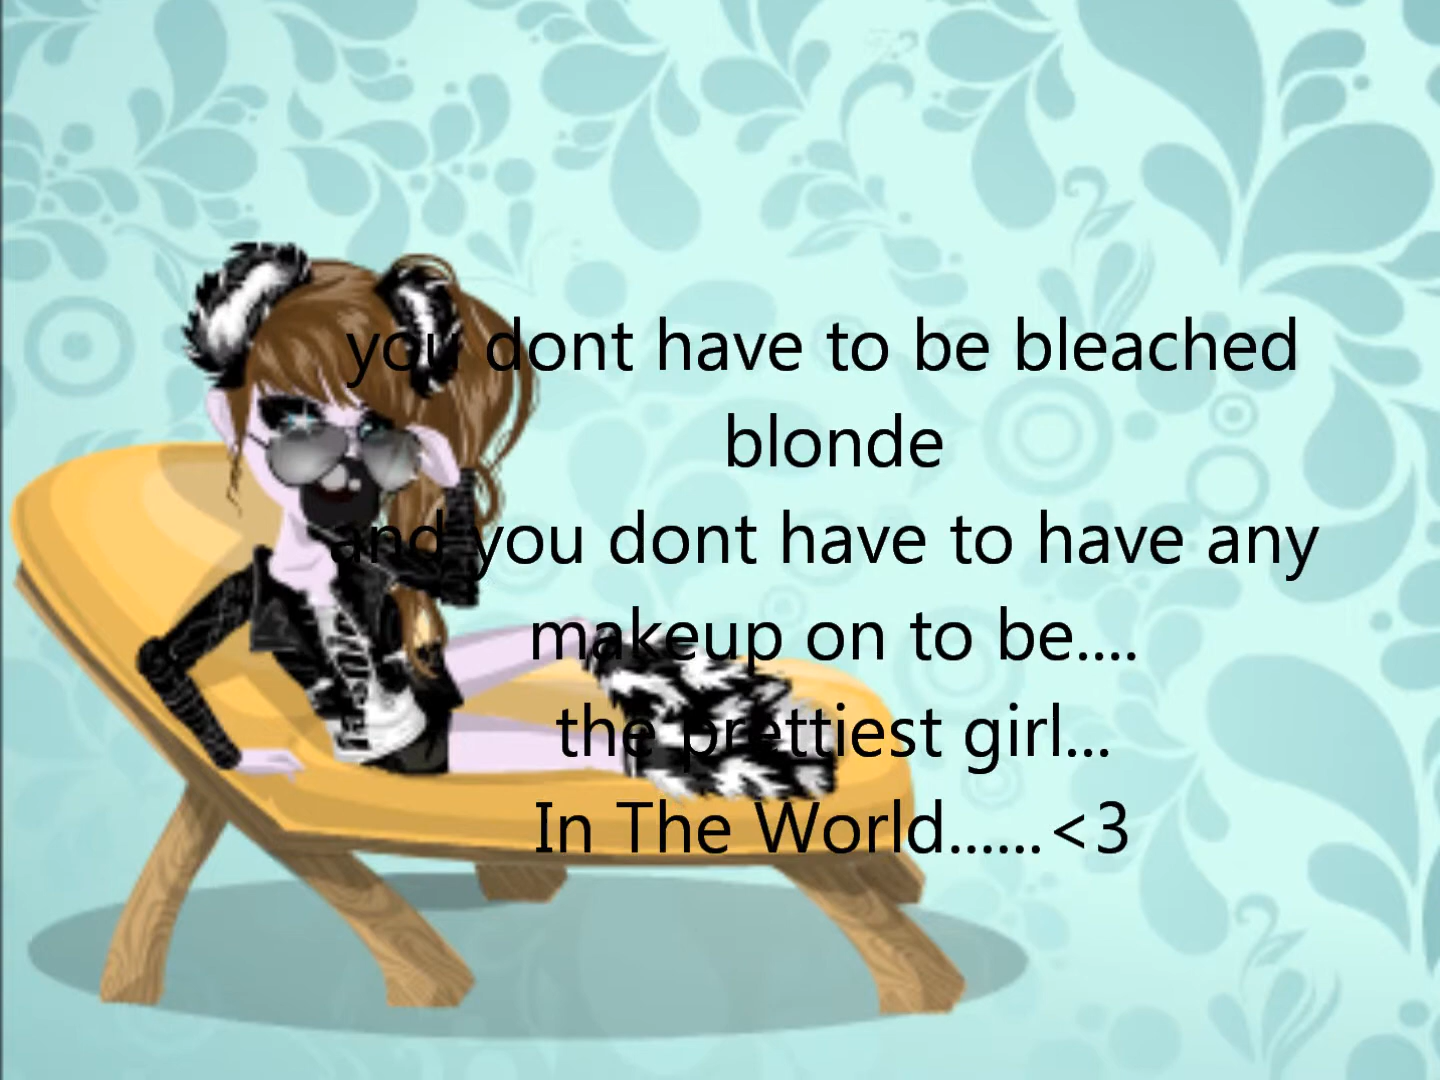 you dont have to be bleached
blonde
and you dont have to have any
makeup on to be....
the prettiest girl...
In The World......<3